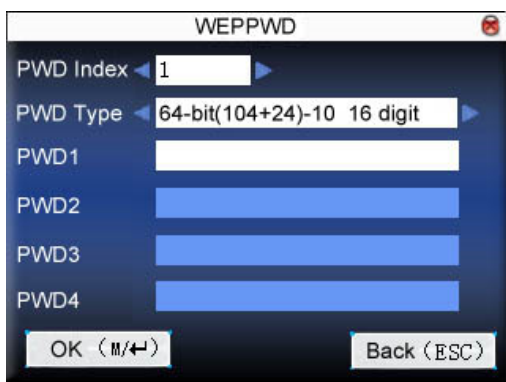 WEPPWD
PWD Index 1
PWD Type 64-bit(104+24)-10 16 digit
PWD1
PWD2
PWD3
PWD4
OK (M/↵) Back (ESC)